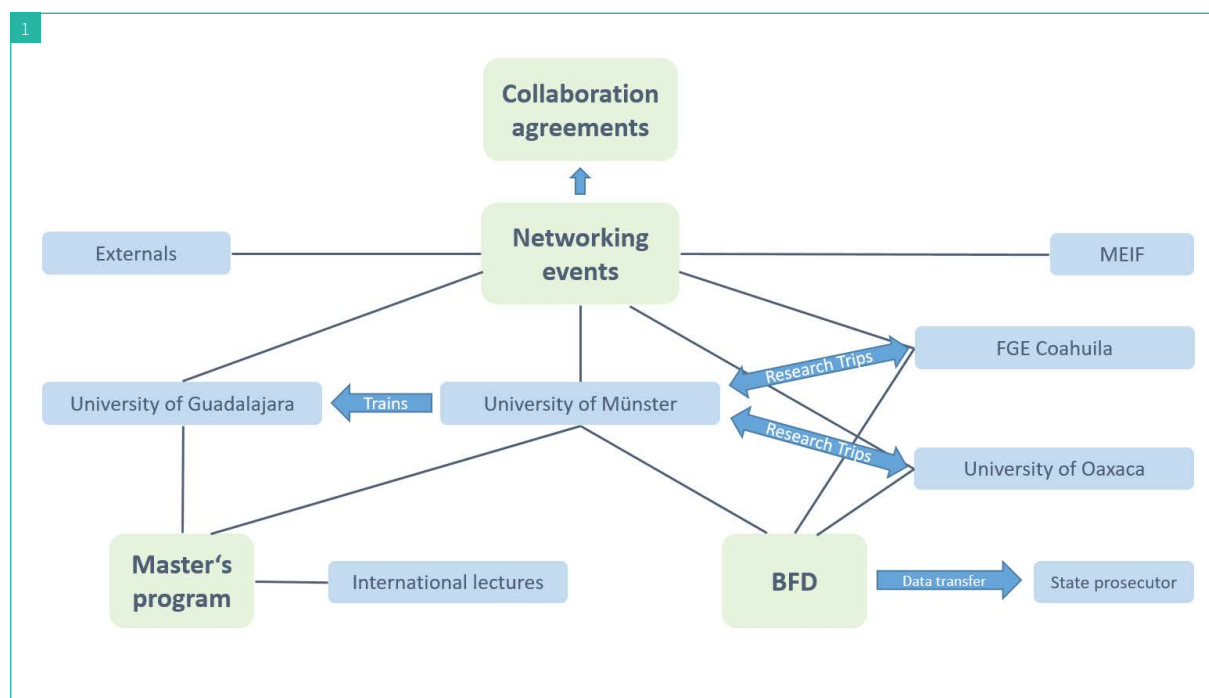 1
Collaboration
agreements
Networking
events
Externals
MEIF
FGE Coahuila
Research Trips
University of Guadalajara
Trains
University of Münster
Research Trips
University of Oaxaca
Master‘s
program
International lectures
BFD
Data transfer
State prosecutor